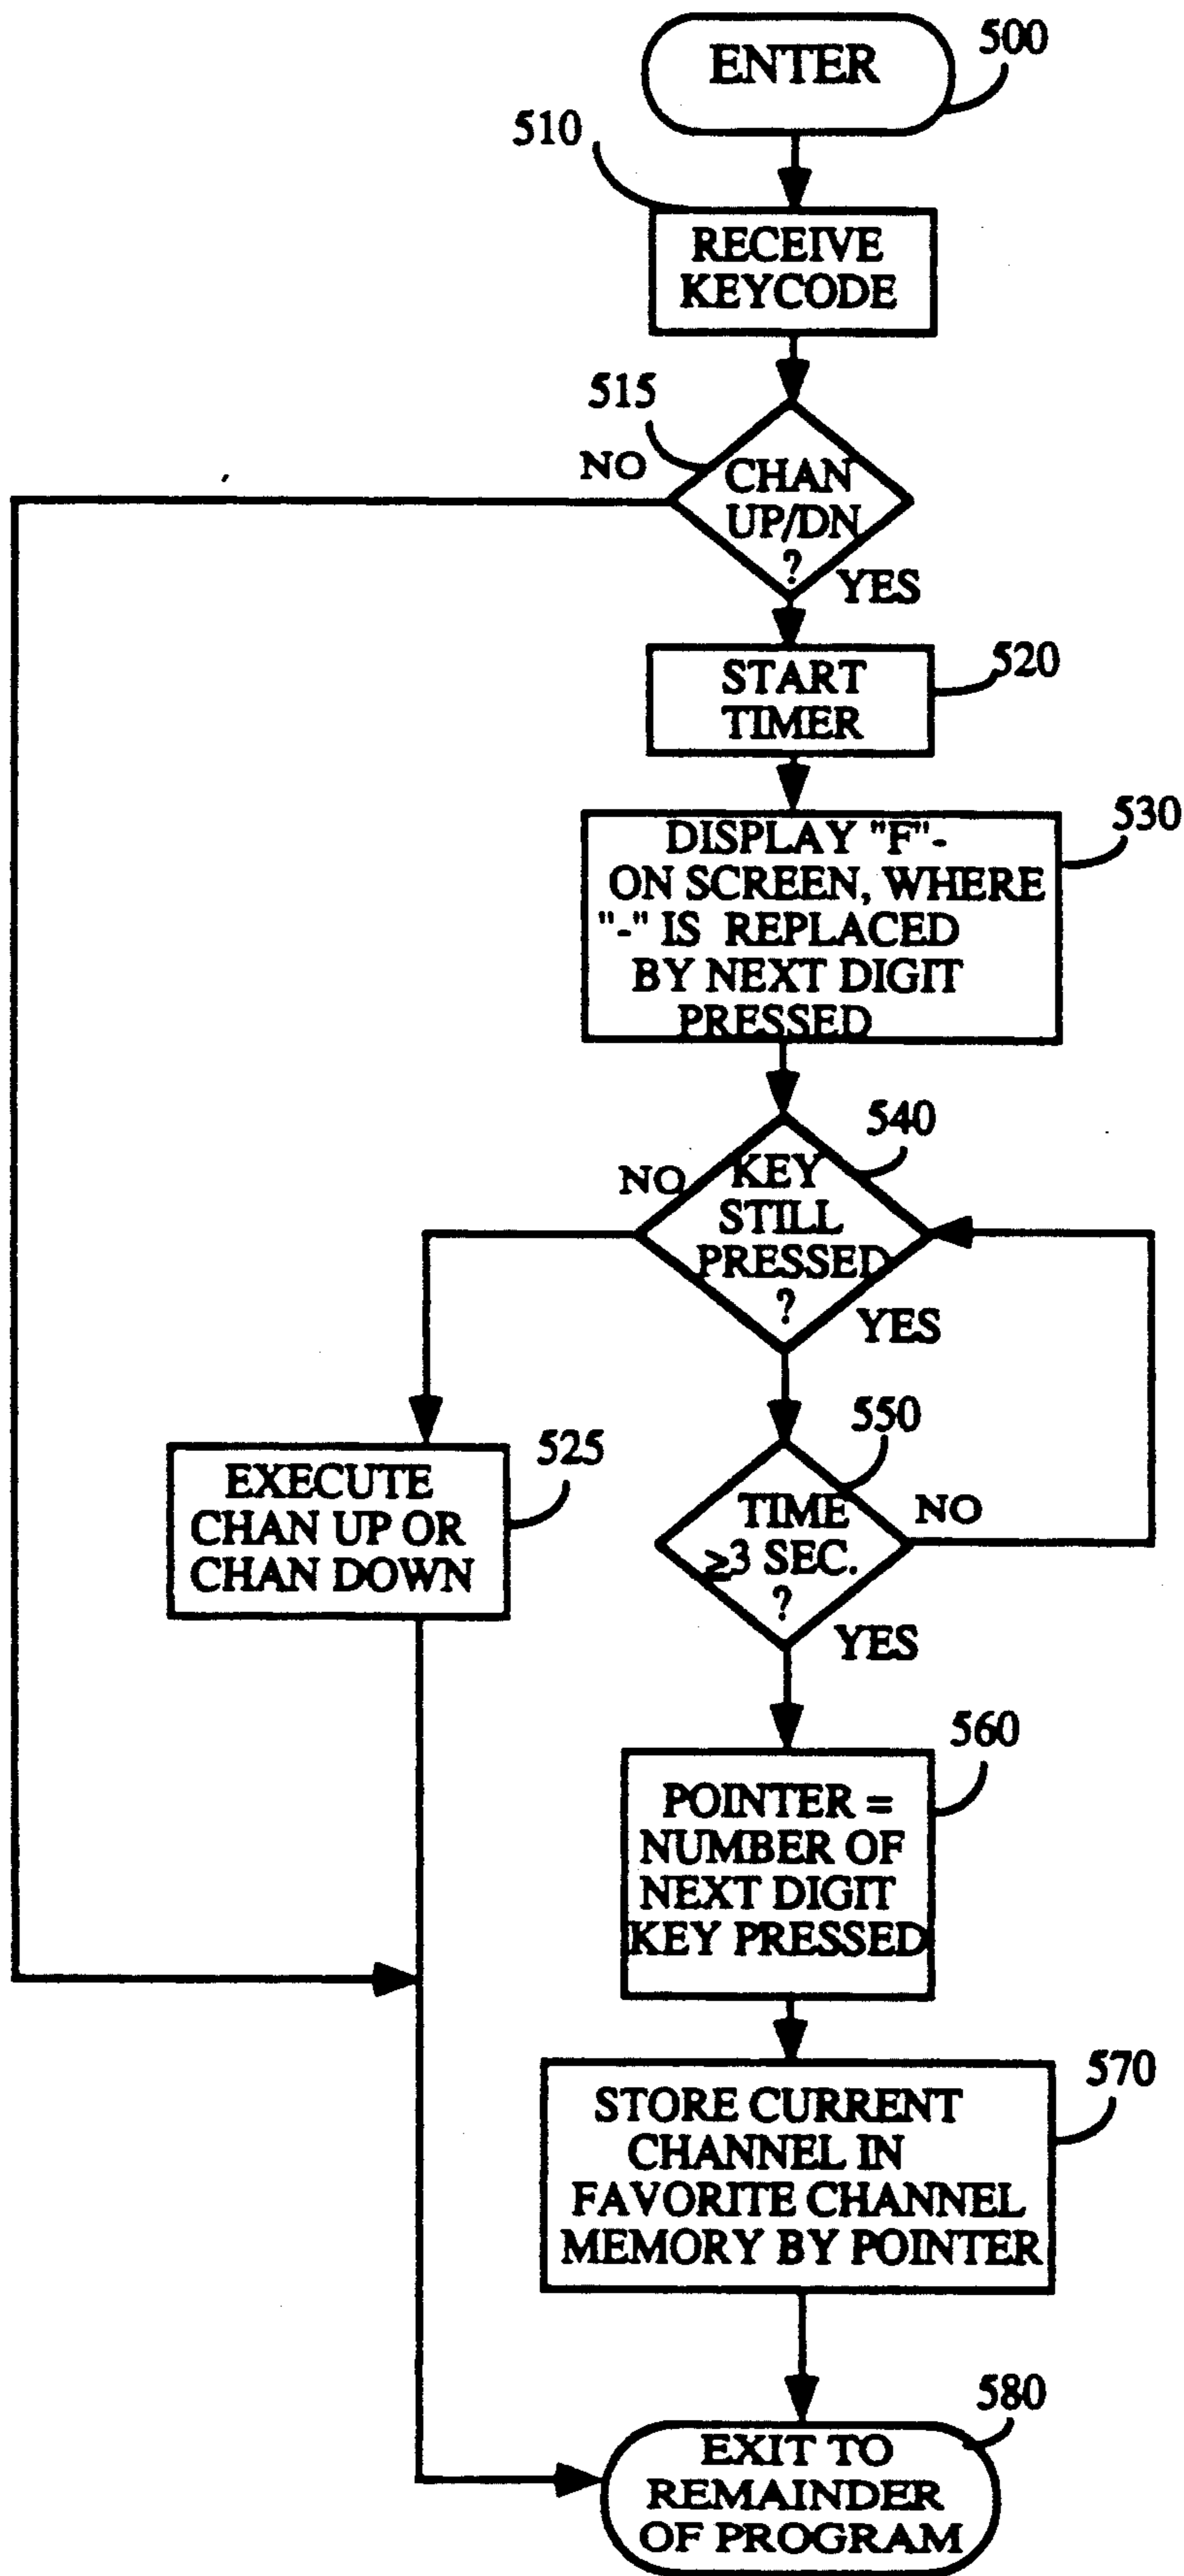 ENTER
500
510
RECEIVE
KEYCODE
515
NO
CHAN
UP/DN
?
YES
START
TIMER
520
530
DISPLAY "F"-
ON SCREEN, WHERE
"-" IS REPLACED
BY NEXT DIGIT
PRESSED
540
NO
KEY
STILL
PRESSED
?
YES
550
EXECUTE
CHAN UP OR
CHAN DOWN
525
TIME
≥3 SEC.
?
NO
YES
560
POINTER =
NUMBER OF
NEXT DIGIT
KEY PRESSED
570
STORE CURRENT
CHANNEL IN
FAVORITE CHANNEL
MEMORY BY POINTER
580
EXIT TO
REMAINDER
OF PROGRAM